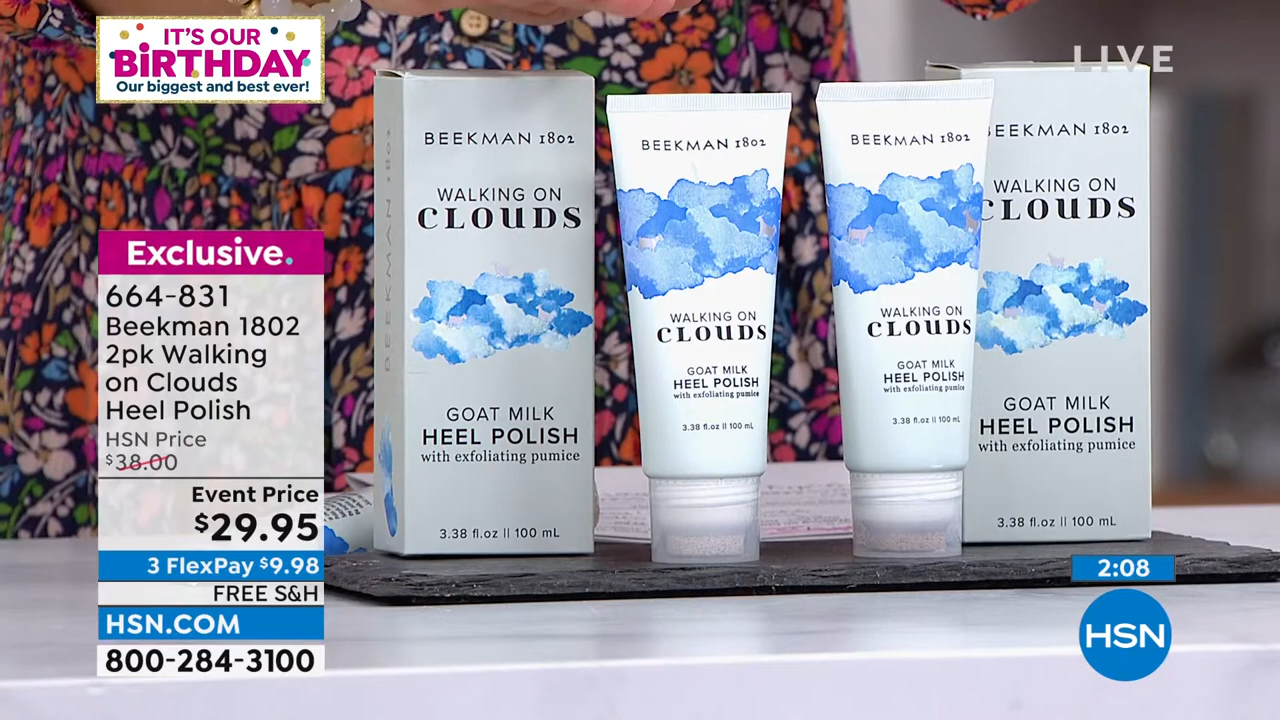 IT'S OUR
BiRTHDAY
Our biggest and best ever!
LIVE
Exclusive.
664-831
Beekman 1802
2pk Walking
on Clouds
Heel Polish
HSN Price
$38.00
Event Price
$29.95
3 FlexPay $9.98
FREE S&H
HSN.COM
800-284-3100
BEEKMAN 1802
BEEKMAN 1802
WALKING ON
CLOUDS
GOAT MILK
HEEL POLISH
with exfoliating pumice
3.38 fl.oz || 100 mL
BEEKMAN 1802
WALKING ON
CLOUDS
GOAT MILK
HEEL POLISH
with exfoliating pumice
3.38 fl.oz || 100 mL
BEEKMAN 1802
WALKING ON
CLOUDS
GOAT MILK
HEEL POLISH
with exfoliating pumice
3.38 fl.oz || 100 mL
BEEKMAN 1802
WALKING ON
CLOUDS
GOAT MILK
HEEL POLISH
with exfoliating pumice
3.38 fl.oz || 100 mL
2:08
HSN